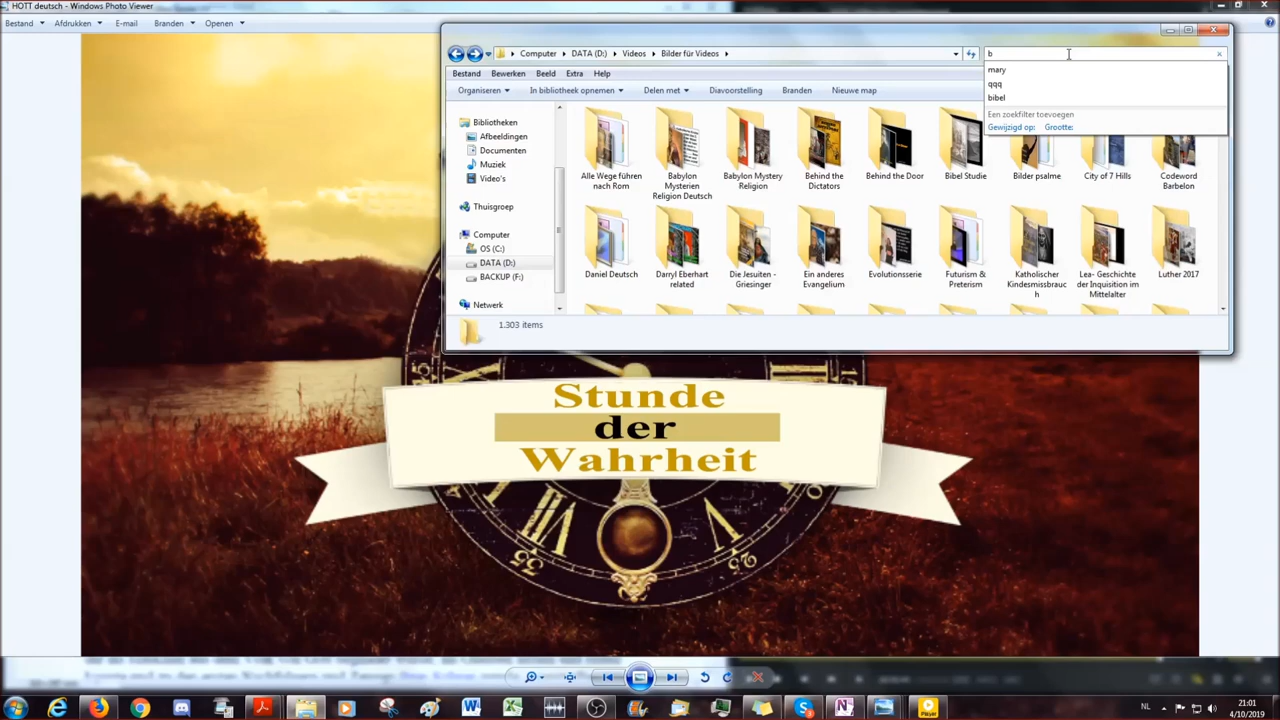 HOTT deutsch - Windows Photo Viewer
Bestand Afdrukken E-mail Branden Openen
Computer DATA (D:) Videos Bilder für Videos
b
mary
qqq
bibel
Een zoekfilter toevoegen
Gewijzigd op: Grootte:
Bestand Bewerken Beeld Extra Help
Organiseren In bibliotheek opnemen Delen met Diavoorstelling Branden Nieuwe map
Bibliotheken
Afbeeldingen
Documenten
Muziek
Video's
Thuisgroep
Computer
OS (C:)
DATA (D:)
BACKUP (F:)
Netwerk
Alle Wege führen
nach Rom
Babylon
Mysterien
Religion Deutsch
Babylon Mystery
Religion
Behind the
Dictators
Behind the Door
Bibel Studie
Bilder psalme
City of 7 Hills
Codeword
Barbelon
Daniel Deutsch
Darryl Eberhart
related
Die Jesuiten -
Griesinger
Ein anderes
Evangelium
Evolutionsserie
Futurism &
Preterism
Katholischer
Kindesmissbrauc
h
Lea- Geschichte
der Inquisition im
Mittelalter
Luther 2017
1.303 items
Stunde
der
Wahrheit
NL
21:01
4/10/2019